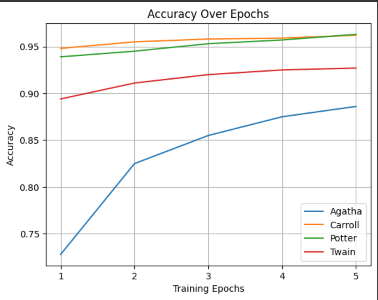 Accuracy Over Epochs
Accuracy
0.95
0.90
0.85
0.80
0.75
1 2 3 4 5
Training Epochs
Agatha
Carroll
Potter
Twain